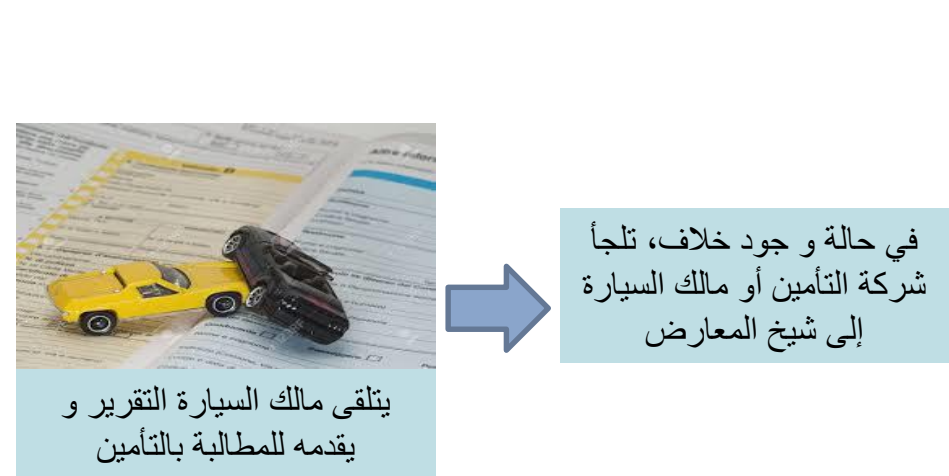 يتلقى مالك السيارة التقرير و
يقدمه للمطالبة بالتأمين
في حالة و جود خلاف، تلجأ
شركة التأمين أو مالك السيارة
إلى شيخ المعارض